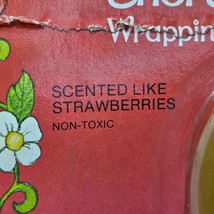 Wrappin
SCENTED LIKE
STRAWBERRIES
NON-TOXIC